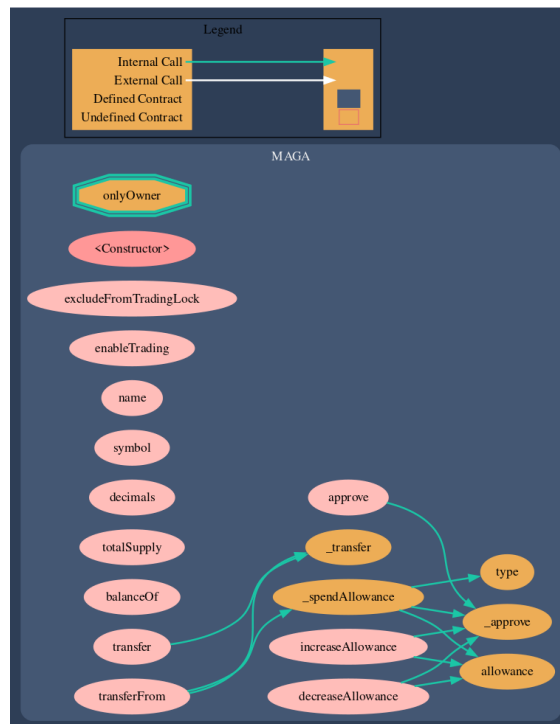 Legend
Internal Call
External Call
Defined Contract
Undefined Contract
MAGA
onlyOwner
<Constructor>
excludeFromTradingLock
enableTrading
name
symbol
decimals
approve
totalSupply
_transfer
type
balanceOf
_spendAllowance
_approve
transfer
increaseAllowance
allowance
transferFrom
decreaseAllowance